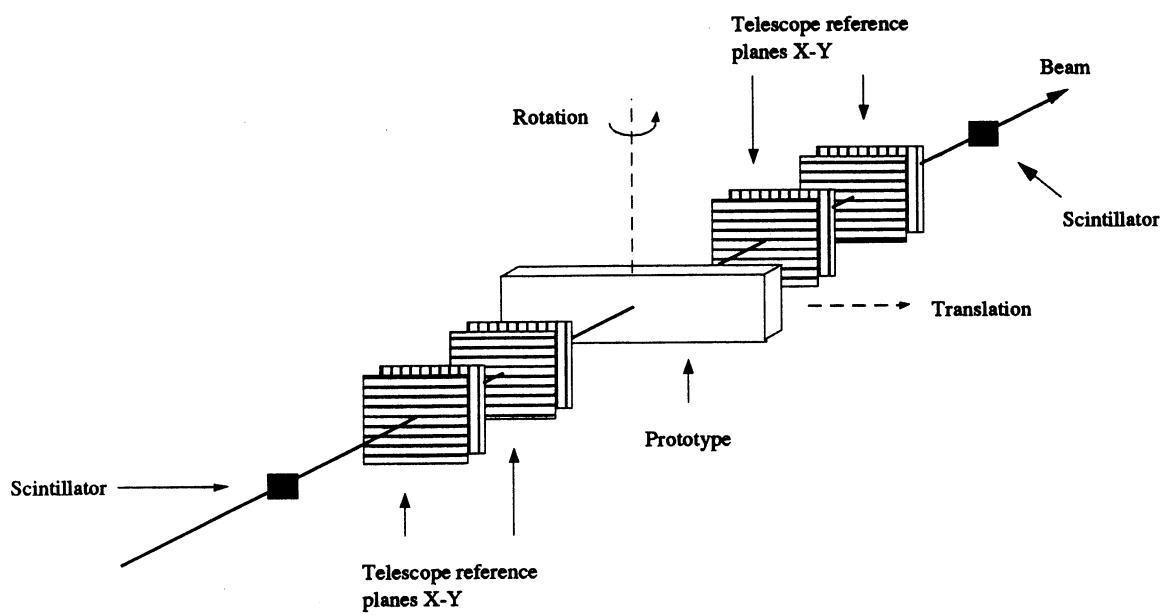 Telescope reference
planes X-Y
Beam
Rotation
Scintillator
Translation
Prototype
Scintillator
Telescope reference
planes X-Y